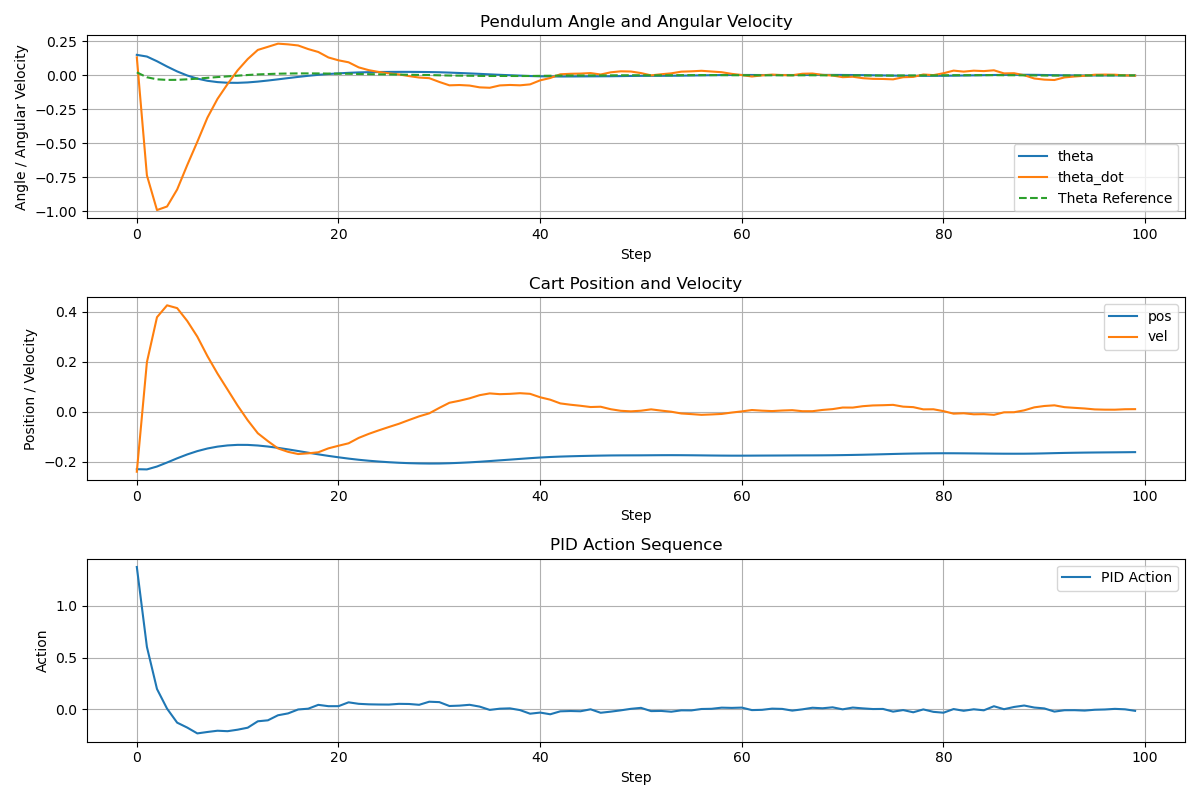 Pendulum Angle and Angular Velocity
Angle / Angular Velocity
0.25
0.00
−0.25
−0.50
−0.75
−1.00
theta
theta_dot
Theta Reference
0 20 40 60 80 100
Step
Cart Position and Velocity
Position / Velocity
0.4
0.2
0.0
−0.2
pos
vel
0 20 40 60 80 100
Step
PID Action Sequence
Action
1.0
0.5
0.0
PID Action
0 20 40 60 80 100
Step